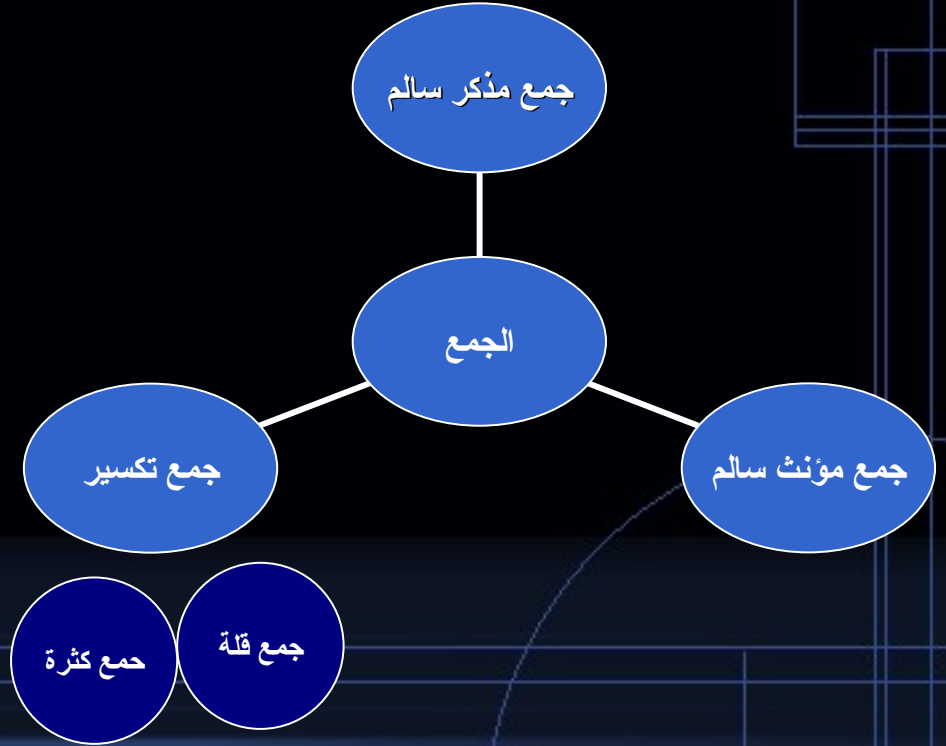 جمع مذكر سالم
الجمع
جمع مؤنث سالم
جمع تكسير
جمع قلة
حمع كثرة